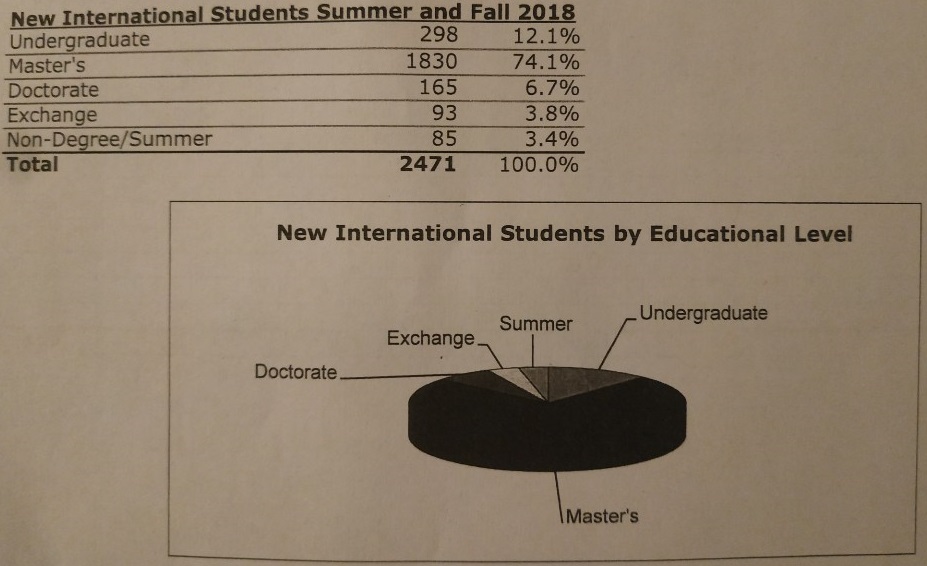 New International Students Summer and Fall 2018
Undergraduate 298 12.1%
Master's 1830 74.1%
Doctorate 165 6.7%
Exchange 93 3.8%
Non-Degree/Summer 85 3.4%
Total 2471 100.0%
New International Students by Educational Level
Undergraduate
Summer
Exchange
Doctorate
Master's